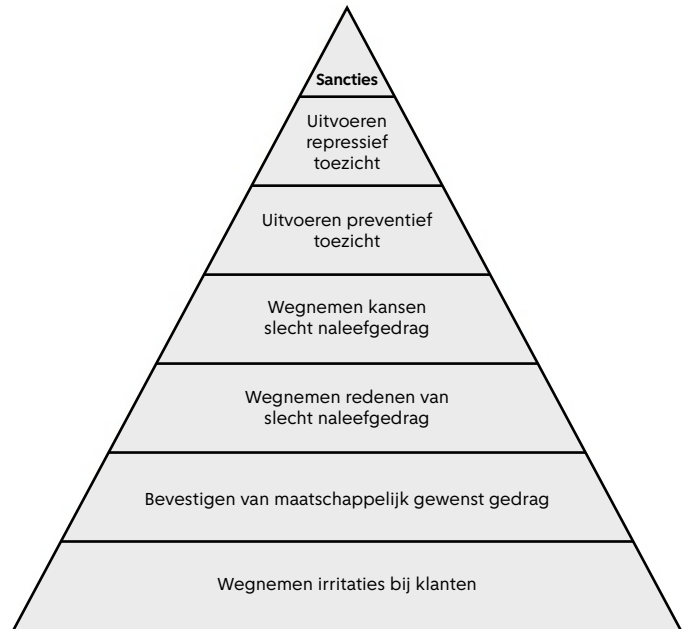 Sancties
Uitvoeren
repressief
toezicht
Uitvoeren preventief
toezicht
Wegnemen kansen
slecht naleefgedrag
Wegnemen redenen van
slecht naleefgedrag
Bevestigen van maatschappelijk gewenst gedrag
Wegnemen irritaties bij klanten